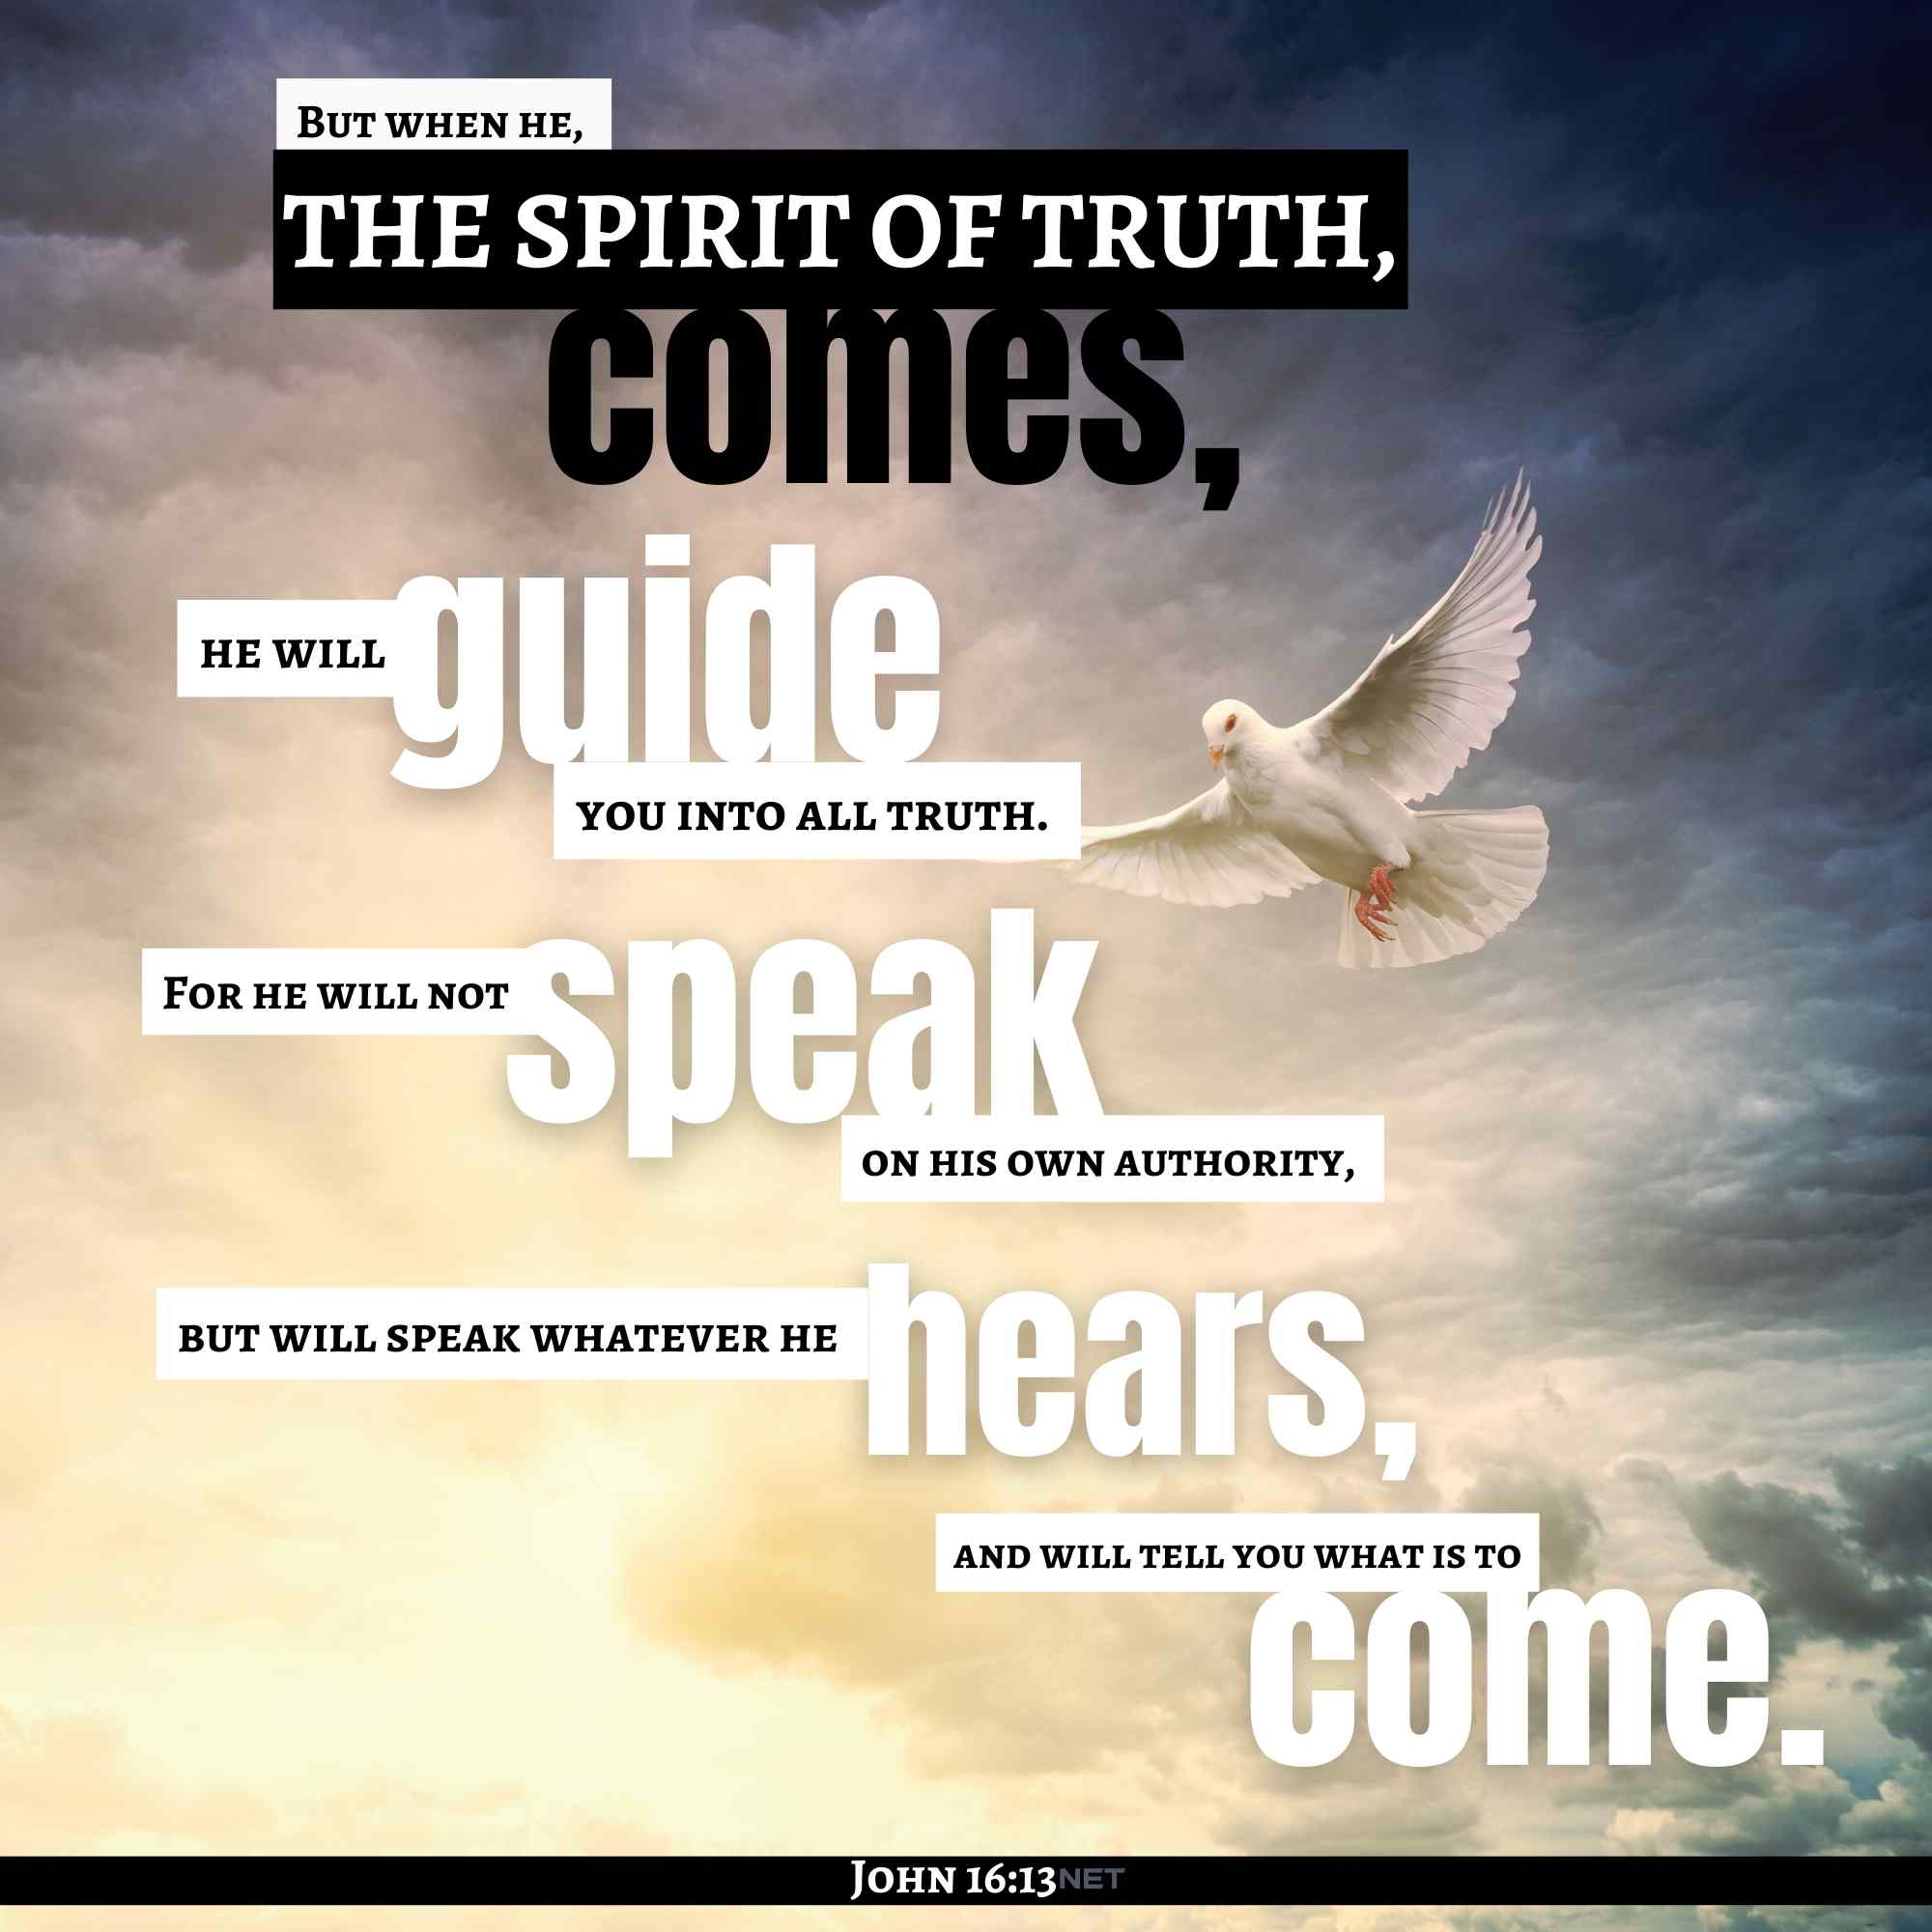 But when he,
the Spirit of Truth,
comes,
he will guide
you into all truth.
For he will not speak
on his own authority,
but will speak whatever he hears,
and will tell you what is to
come.
John 16:13NET